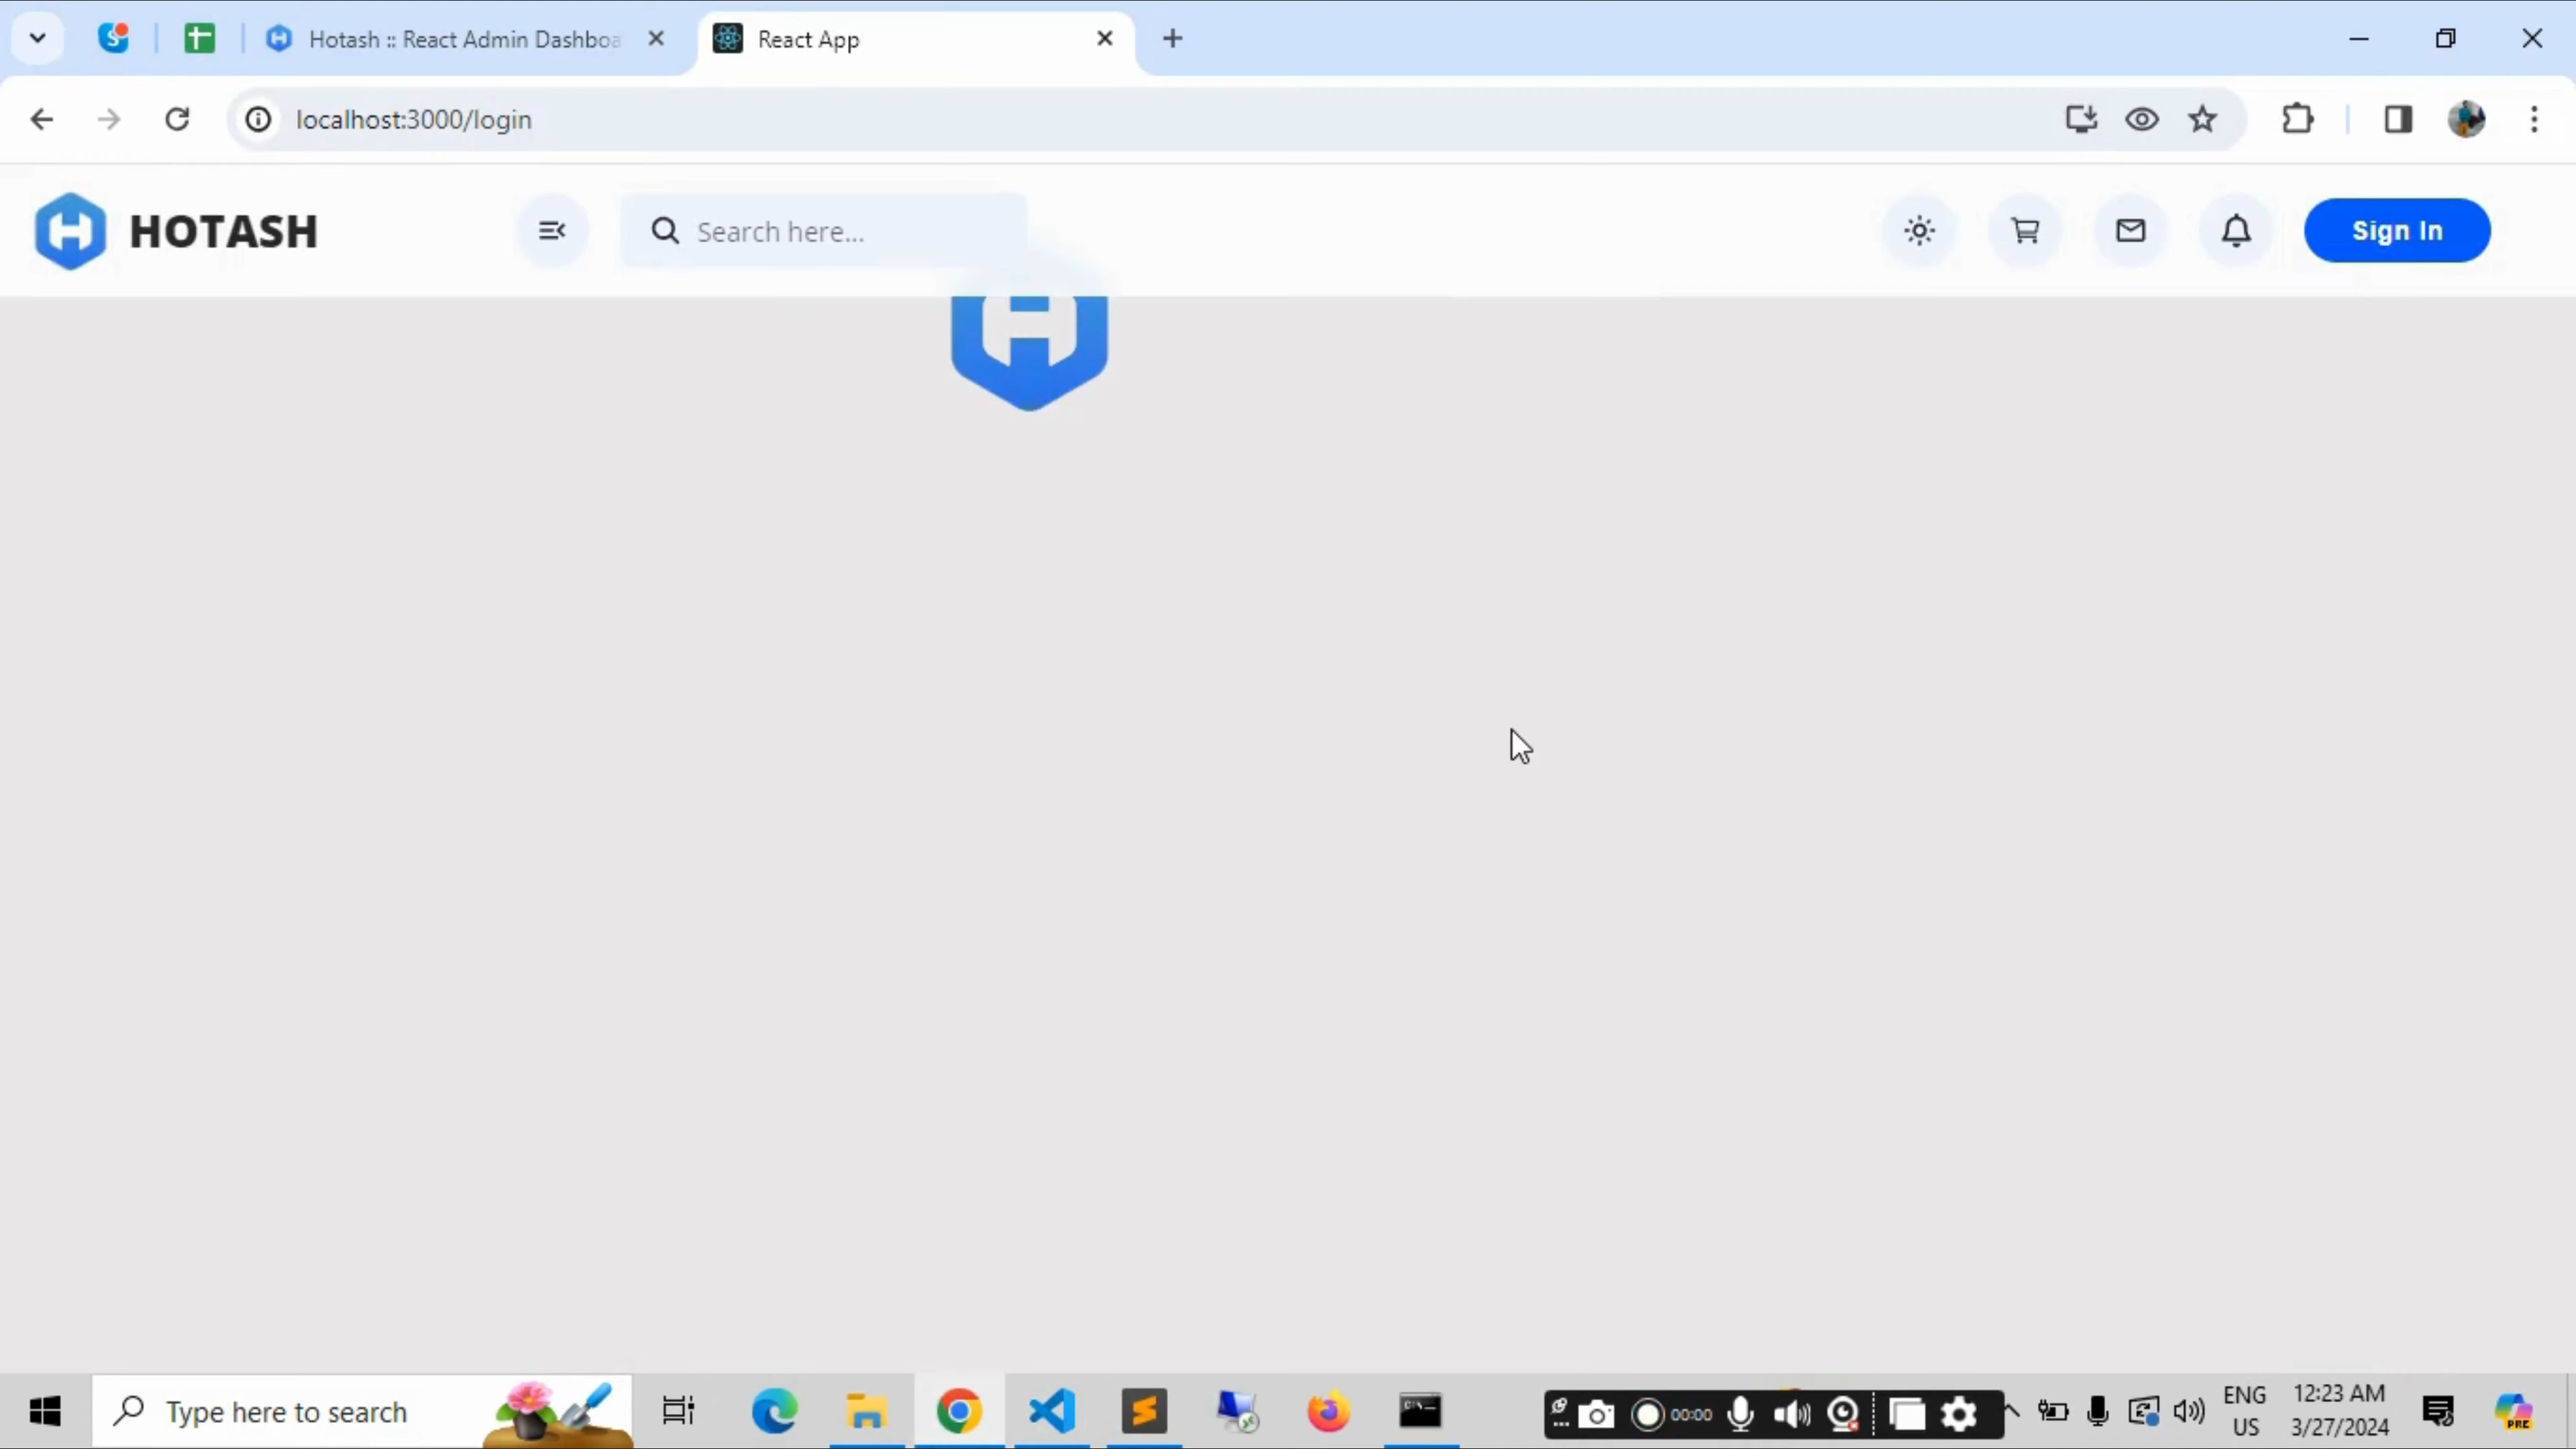 Hotash :: React Admin Dashboa
React App
localhost:3000/login
HOTASH
Search here...
Sign In
Type here to search
00:00
ENG
US
12:23 AM
3/27/2024
PRE